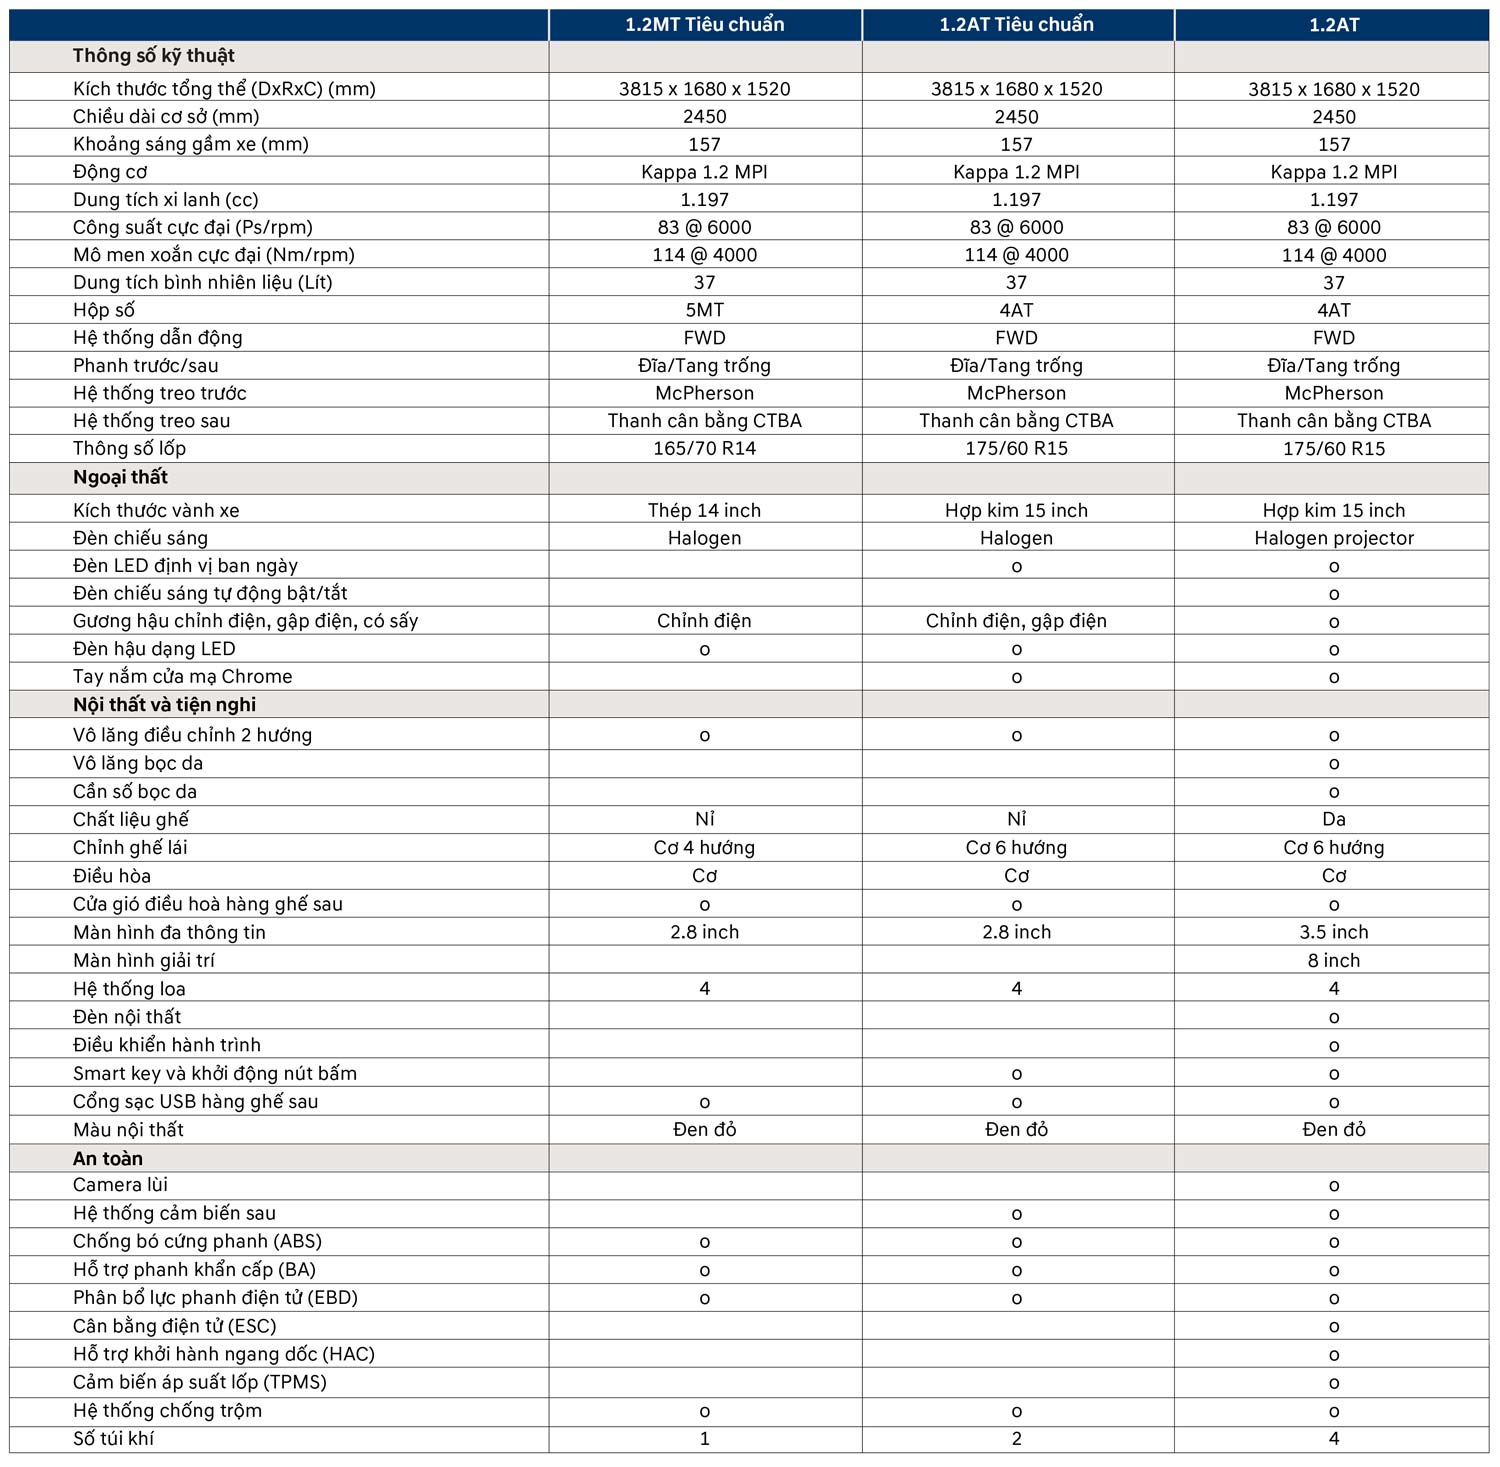 1.2MT Tiêu chuẩn 1.2AT Tiêu chuẩn 1.2AT
Thông số kỹ thuật
Kích thước tổng thể (DxRxC) (mm) 3815 x 1680 x 1520 3815 x 1680 x 1520 3815 x 1680 x 1520
Chiều dài cơ sở (mm) 2450 2450 2450
Khoảng sáng gầm xe (mm) 157 157 157
Động cơ Kappa 1.2 MPI Kappa 1.2 MPI Kappa 1.2 MPI
Dung tích xi lanh (cc) 1.197 1.197 1.197
Công suất cực đại (Ps/rpm) 83 @ 6000 83 @ 6000 83 @ 6000
Mô men xoắn cực đại (Nm/rpm) 114 @ 4000 114 @ 4000 114 @ 4000
Dung tích bình nhiên liệu (Lít) 37 37 37
Hộp số 5MT 4AT 4AT
Hệ thống dẫn động FWD FWD FWD
Phanh trước/sau Đĩa/Tang trống Đĩa/Tang trống Đĩa/Tang trống
Hệ thống treo trước McPherson McPherson McPherson
Hệ thống treo sau Thanh cân bằng CTBA Thanh cân bằng CTBA Thanh cân bằng CTBA
Thông số lốp 165/70 R14 175/60 R15 175/60 R15
Ngoại thất
Kích thước vành xe Thép 14 inch Hợp kim 15 inch Hợp kim 15 inch
Đèn chiếu sáng Halogen Halogen Halogen projector
Đèn LED định vị ban ngày o o
Đèn chiếu sáng tự động bật/tắt o
Gương hậu chỉnh điện, gập điện, có sấy Chỉnh điện Chỉnh điện, gập điện o
Đèn hậu dạng LED o o o
Tay nắm cửa mạ Chrome o o
Nội thất và tiện nghi
Vô lăng điều chỉnh 2 hướng o o o
Vô lăng bọc da o
Cần số bọc da o
Chất liệu ghế Nỉ Nỉ Da
Chỉnh ghế lái Cơ 4 hướng Cơ 6 hướng Cơ 6 hướng
Điều hòa Cơ Cơ Cơ
Cửa gió điều hoà hàng ghế sau o o o
Màn hình đa thông tin 2.8 inch 2.8 inch 3.5 inch
Màn hình giải trí 8 inch
Hệ thống loa 4 4 4
Đèn nội thất o
Điều khiển hành trình o
Smart key và khởi động nút bấm o o
Cổng sạc USB hàng ghế sau o o o
Màu nội thất Đen đỏ Đen đỏ Đen đỏ
An toàn
Camera lùi o
Hệ thống cảm biến sau o o
Chống bó cứng phanh (ABS) o o o
Hỗ trợ phanh khẩn cấp (BA) o o o
Phân bổ lực phanh điện tử (EBD) o o o
Cân bằng điện tử (ESC) o
Hỗ trợ khởi hành ngang dốc (HAC) o
Cảm biến áp suất lốp (TPMS) o
Hệ thống chống trộm o o o
Số túi khí 1 2 4